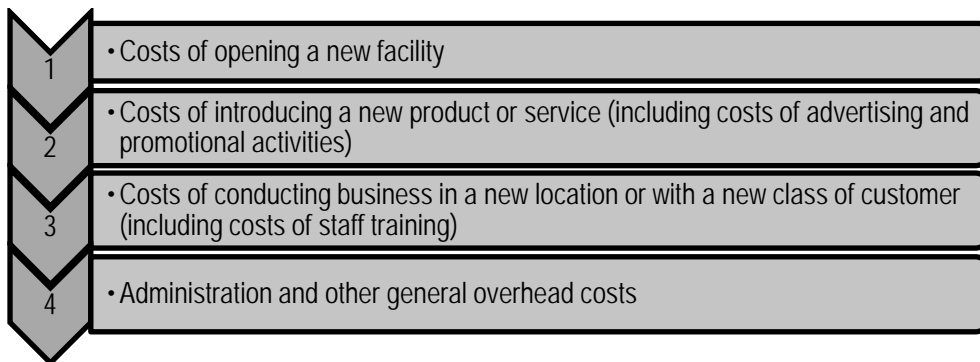 1
• Costs of opening a new facility
2
• Costs of introducing a new product or service (including costs of advertising and
promotional activities)
3
• Costs of conducting business in a new location or with a new class of customer
(including costs of staff training)
4
• Administration and other general overhead costs